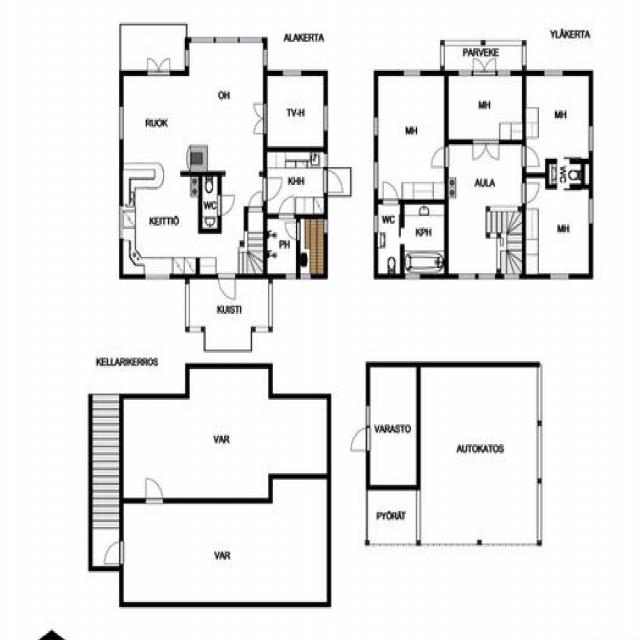 ALAKERTA
YLÄKERTA
PARVEKE
OH
RUOK
TV-H
MH
MH
MH
KHH
AULA
WC
WC
KEITTIÖ
WC
KPH
MH
PH
KUISTI
KELLARIKERROS
VAR
VARASTO
AUTOKATOS
PYÖRÄT
VAR